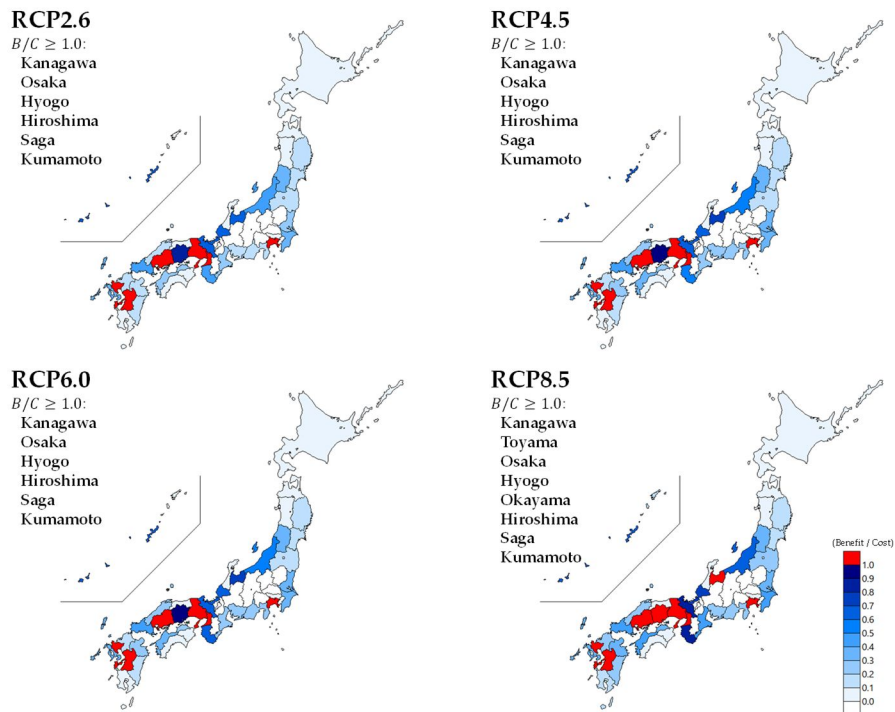 RCP2.6
B/C ≥ 1.0:
Kanagawa
Osaka
Hyogo
Hiroshima
Saga
Kumamoto
RCP4.5
B/C ≥ 1.0:
Kanagawa
Osaka
Hyogo
Hiroshima
Saga
Kumamoto
RCP6.0
B/C ≥ 1.0:
Kanagawa
Osaka
Hyogo
Hiroshima
Saga
Kumamoto
RCP8.5
B/C ≥ 1.0:
Kanagawa
Toyama
Osaka
Hyogo
Okayama
Hiroshima
Saga
Kumamoto
(Benefit / Cost)
1.0
0.9
0.8
0.7
0.6
0.5
0.4
0.3
0.2
0.1
0.0